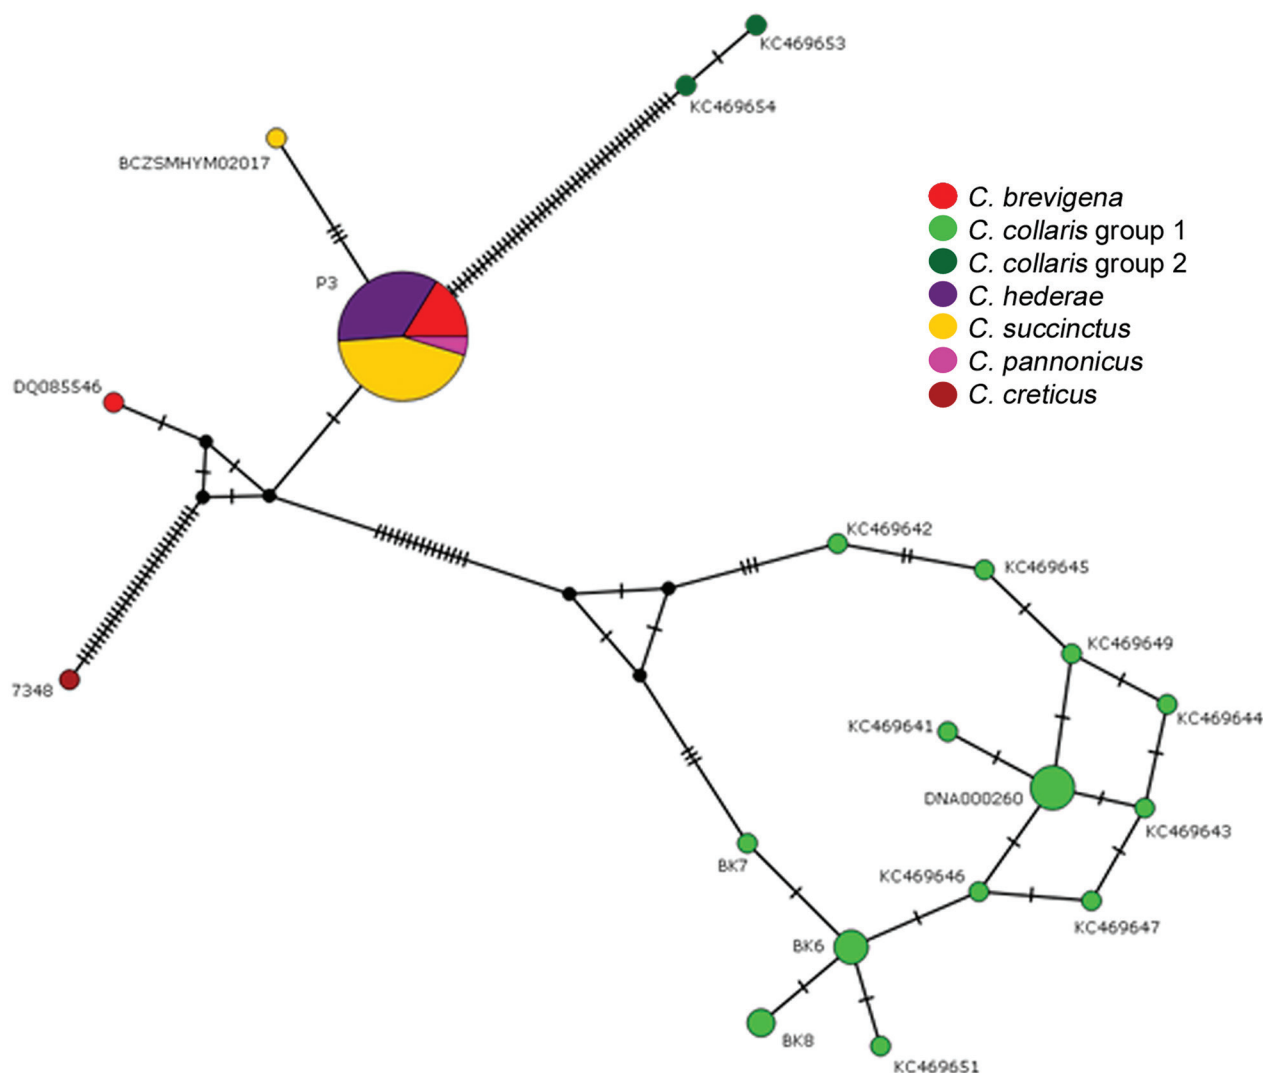 KC469653
KC469654
BCZSMHYM02017
C. brevigena
C. collaris group 1
C. collaris group 2
C. hederae
C. succinctus
C. pannonicus
C. creticus
P3
DQ085546
KC469642
KC469645
KC469649
7348
KC469644
KC469641
DNA000260
KC469643
BK7
KC469646
KC469647
BK6
BK8
KC469651